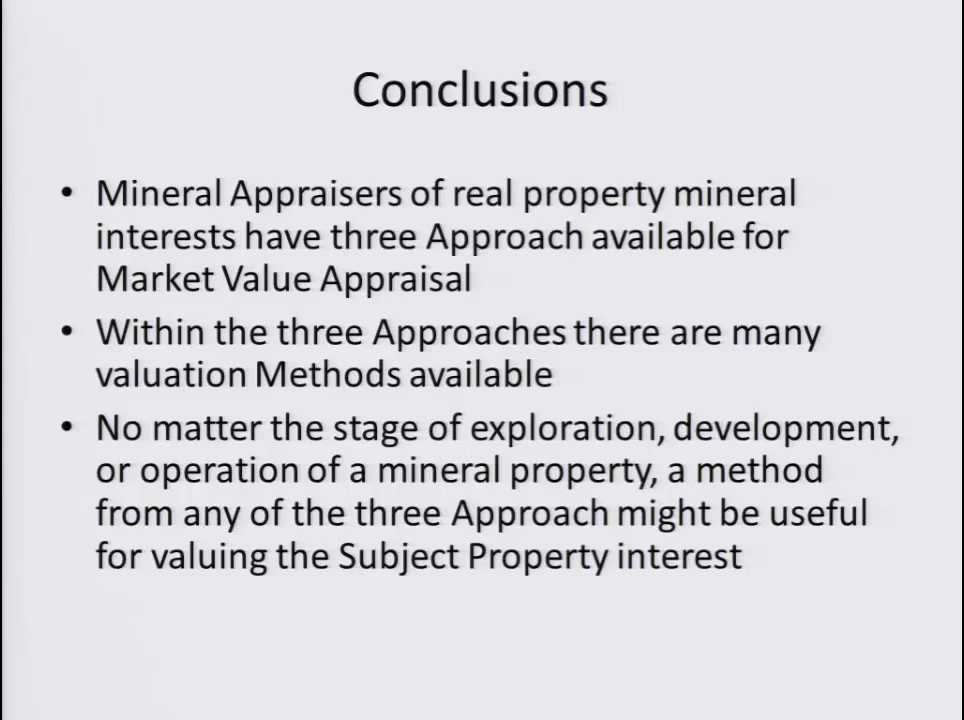 Conclusions
• Mineral Appraisers of real property mineral
interests have three Approach available for
Market Value Appraisal
• Within the three Approaches there are many
valuation Methods available
• No matter the stage of exploration, development,
or operation of a mineral property, a method
from any of the three Approach might be useful
for valuing the Subject Property interest